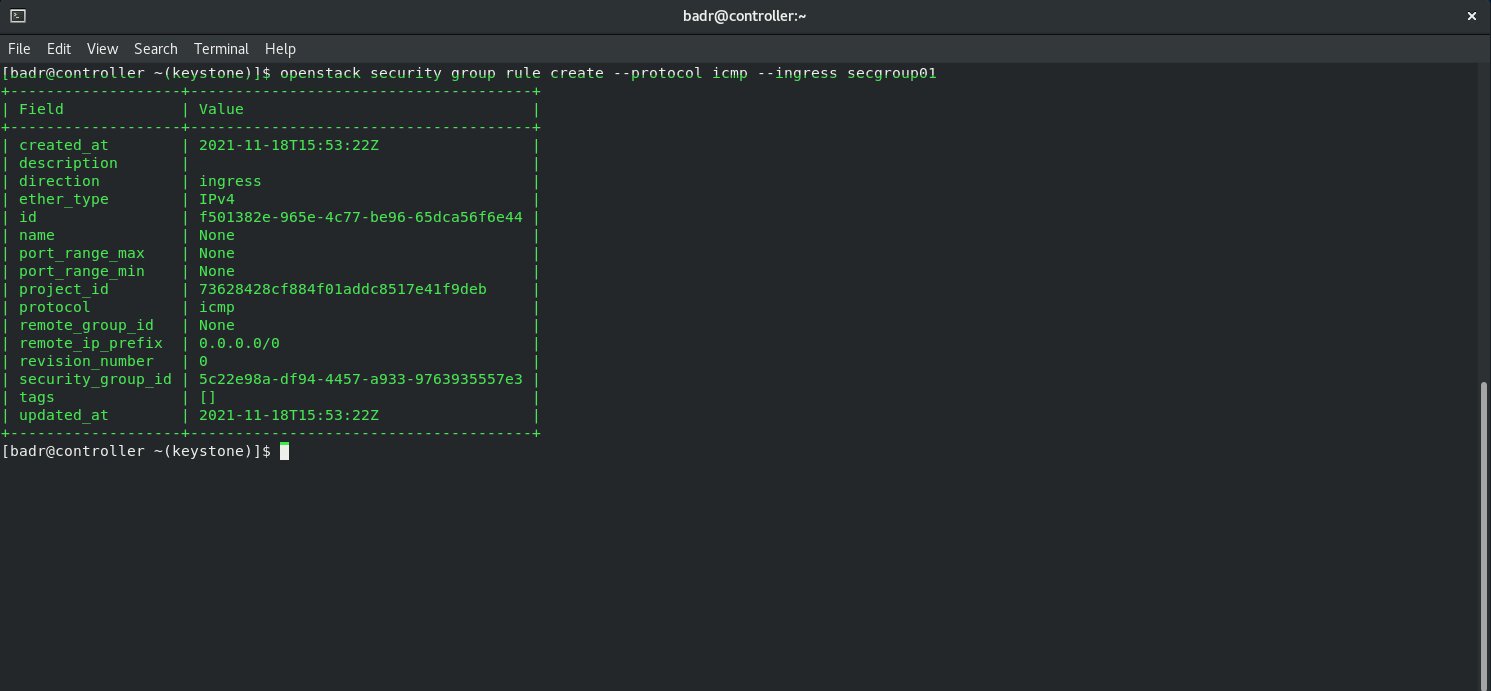 badr@controller:~
File Edit View Search Terminal Help
[badr@controller ~(keystone)]$ openstack security group rule create --protocol icmp --ingress secgroup01
+-------------------+--------------------------------------+
| Field             | Value                                |
+-------------------+--------------------------------------+
| created_at        | 2021-11-18T15:53:22Z                 |
| description       |                                      |
| direction         | ingress                              |
| ether_type        | IPv4                                 |
| id                | f501382e-965e-4c77-be96-65dca56f6e44 |
| name              | None                                 |
| port_range_max    | None                                 |
| port_range_min    | None                                 |
| project_id        | 73628428cf884f01addc8517e41f9deb     |
| protocol          | icmp                                 |
| remote_group_id   | None                                 |
| remote_ip_prefix  | 0.0.0.0/0                            |
| revision_number   | 0                                    |
| security_group_id | 5c22e98a-df94-4457-a933-9763935557e3 |
| tags              | []                                   |
| updated_at        | 2021-11-18T15:53:22Z                 |
+-------------------+--------------------------------------+
[badr@controller ~(keystone)]$